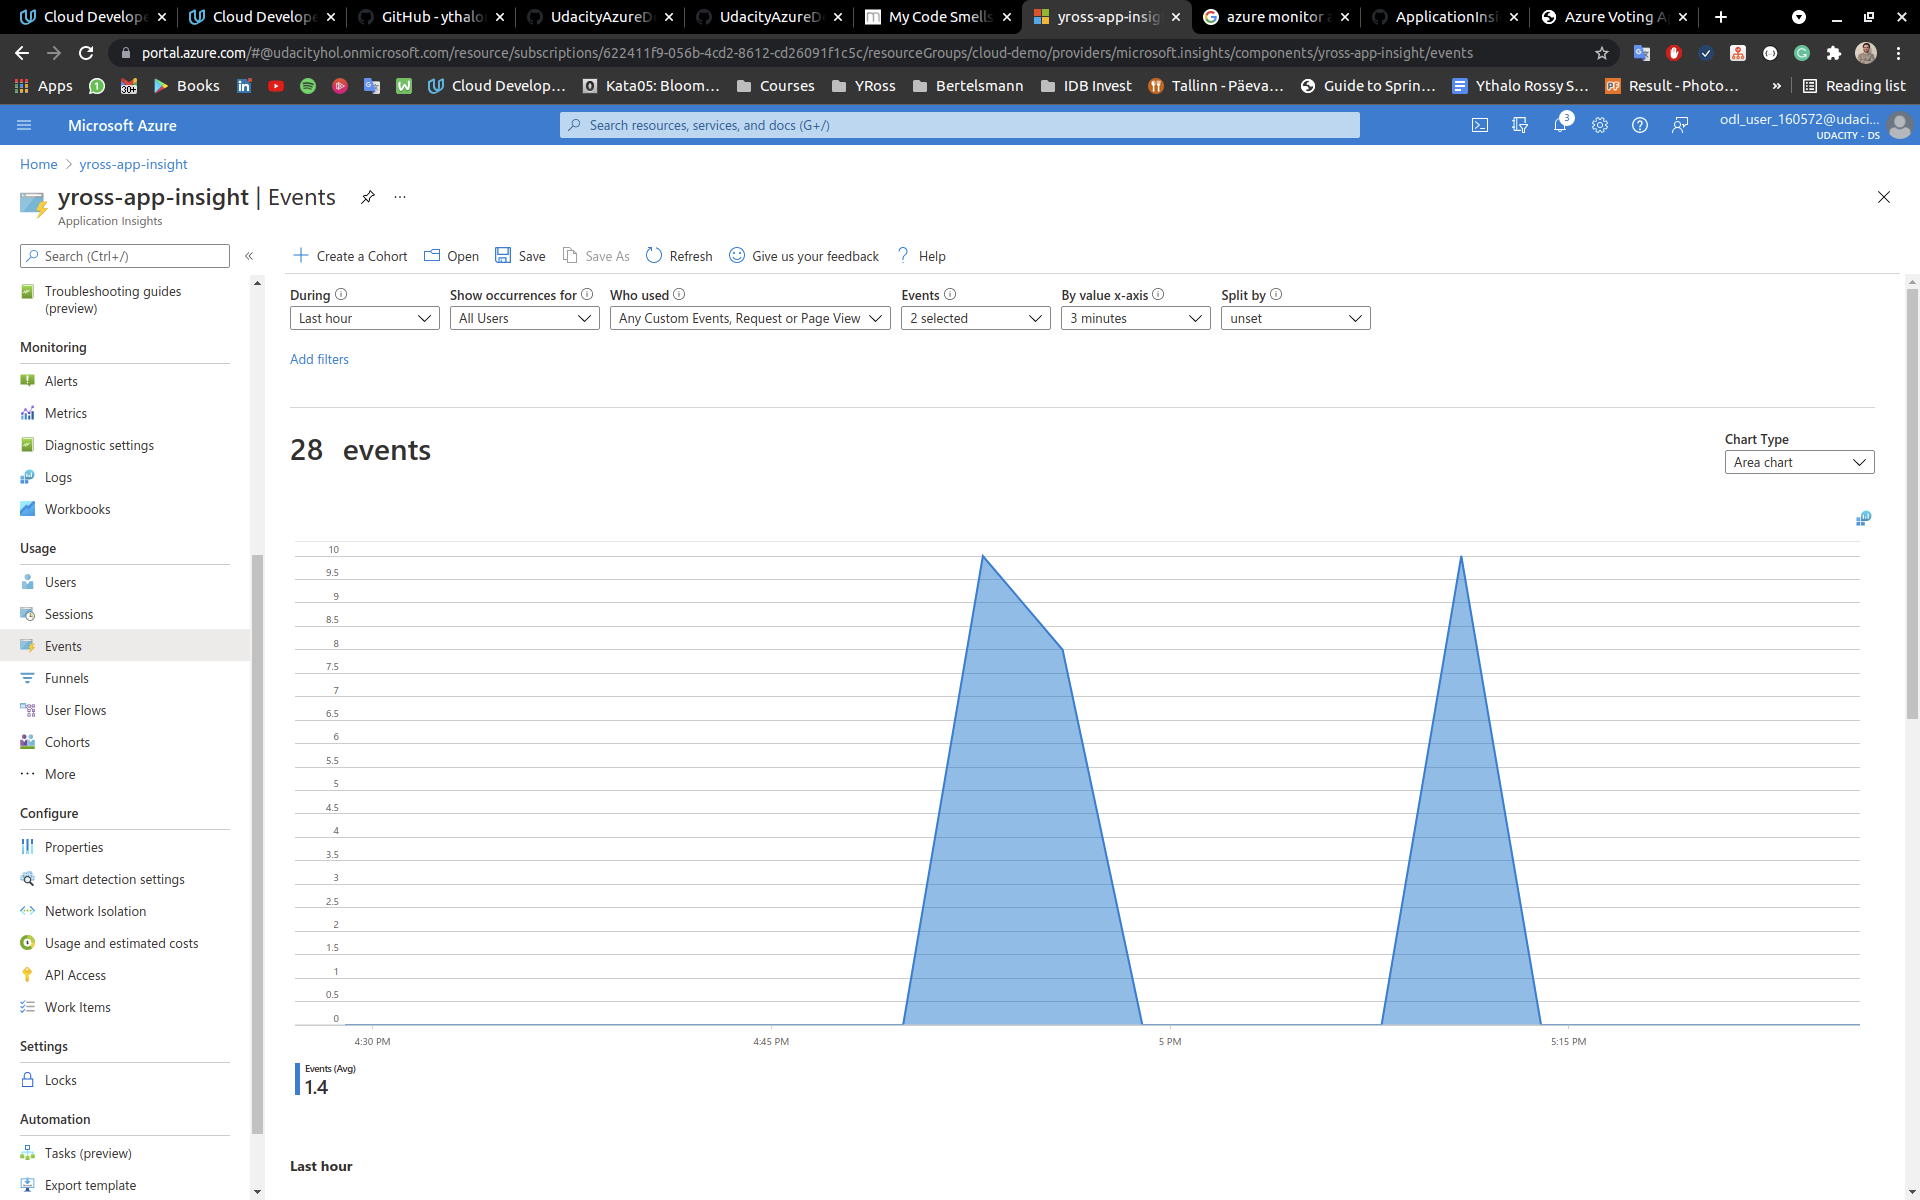 Cloud Develope
Cloud Develope
GitHub - ythalo
UdacityAzureD
UdacityAzureD
My Code Smells
yross-app-insig
azure monitor
ApplicationInsi
Azure Voting A
portal.azure.com/#@udacityhol.onmicrosoft.com/resource/subscriptions/622411f9-056b-4cd2-8612-cd26091f1c5c/resourceGroups/cloud-demo/providers/microsoft.insights/components/yross-app-insight/events
Apps
30+
Books
Cloud Develop...
Kata05: Bloom...
Courses
YRoss
Bertelsmann
IDB Invest
Tallinn - Päeva...
Guide to Sprin...
Ythalo Rossy S...
Result - Photo...
»
Reading list
Microsoft Azure
Search resources, services, and docs (G+/)
3
odl_user_160572@udaci...
UDACITY - DS
Home > yross-app-insight
yross-app-insight | Events
Application Insights
Search (Ctrl+/)
«
Create a Cohort
Open
Save
Save As
Refresh
Give us your feedback
Help
Troubleshooting guides
(preview)
Monitoring
Alerts
Metrics
Diagnostic settings
Logs
Workbooks
Usage
Users
Sessions
Events
Funnels
User Flows
Cohorts
More
Configure
Properties
Smart detection settings
Network Isolation
Usage and estimated costs
API Access
Work Items
Settings
Locks
Automation
Tasks (preview)
Export template
During
Show occurrences for
Who used
Events
By value x-axis
Split by
Last hour
All Users
Any Custom Events, Request or Page View
2 selected
3 minutes
unset
Add filters
28 events
Chart Type
Area chart
10
9.5
9
8.5
8
7.5
7
6.5
6
5.5
5
4.5
4
3.5
3
2.5
2
1.5
1
0.5
0
4:30 PM
4:45 PM
5 PM
5:15 PM
Events (Avg)
1.4
Last hour